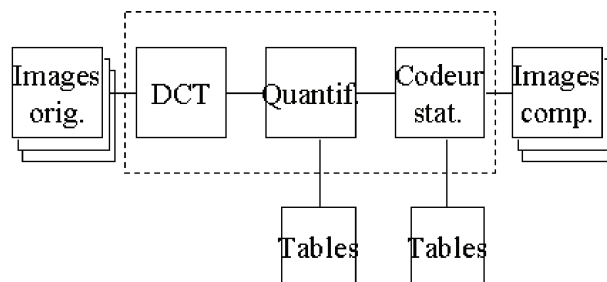 Images
orig.
DCT
Quantif.
Codeur
stat.
Images
comp.
Tables
Tables